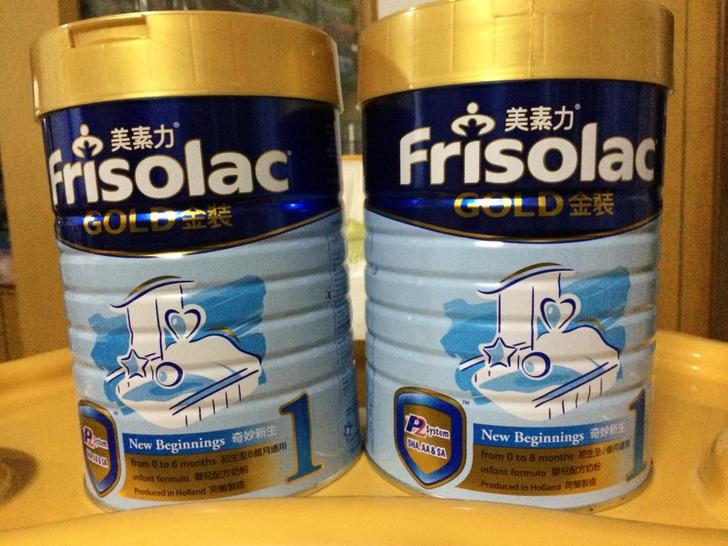 美素力
Frisolac
GOLD 金裝
P2 System
DHA, AA & SA
New Beginnings 奇妙新生
1
from 0 to 6 months 初生至6個月適用
infant formula 嬰兒配方奶粉
Produced in Holland 荷蘭製造
美素力
Frisolac
GOLD 金裝
TM
P2 System
DHA, AA & SA
New Beginnings 奇妙新生
1
from 0 to 6 months 初生至6個月適用
infant formula 嬰兒配方奶粉
Produced in Holland 荷蘭製造